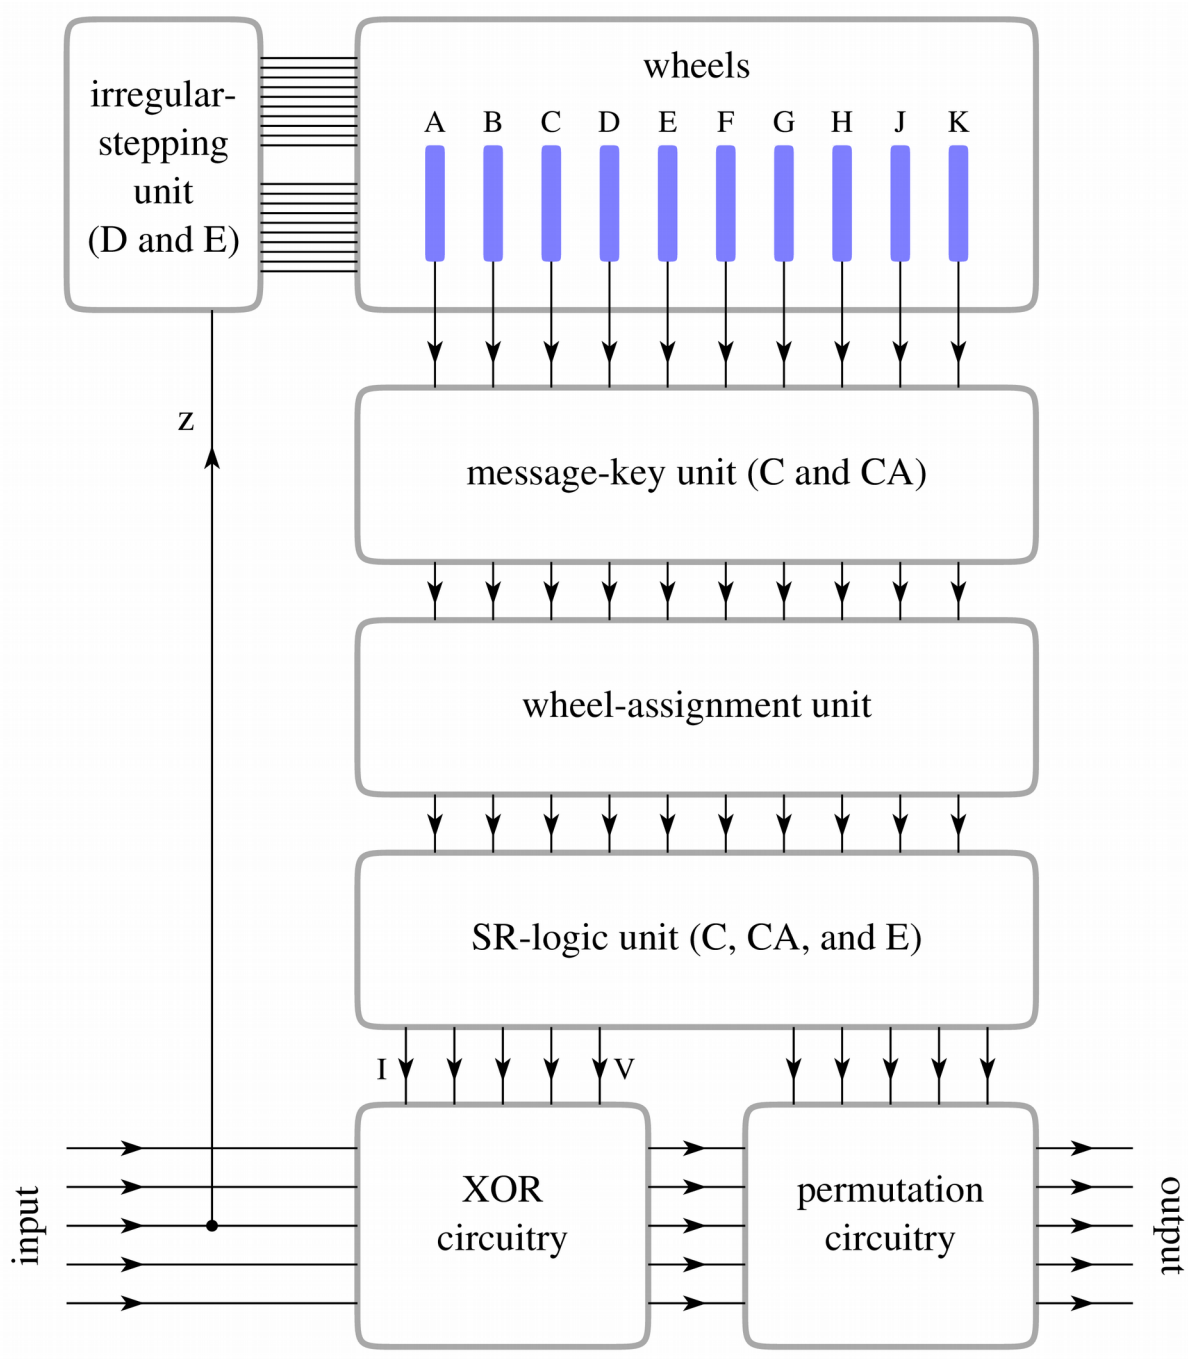 irregular-
stepping
unit
(D and E)
wheels
A B C D E F G H J K
z
message-key unit (C and CA)
wheel-assignment unit
SR-logic unit (C, CA, and E)
I V
input
XOR
circuitry
permutation
circuitry
output